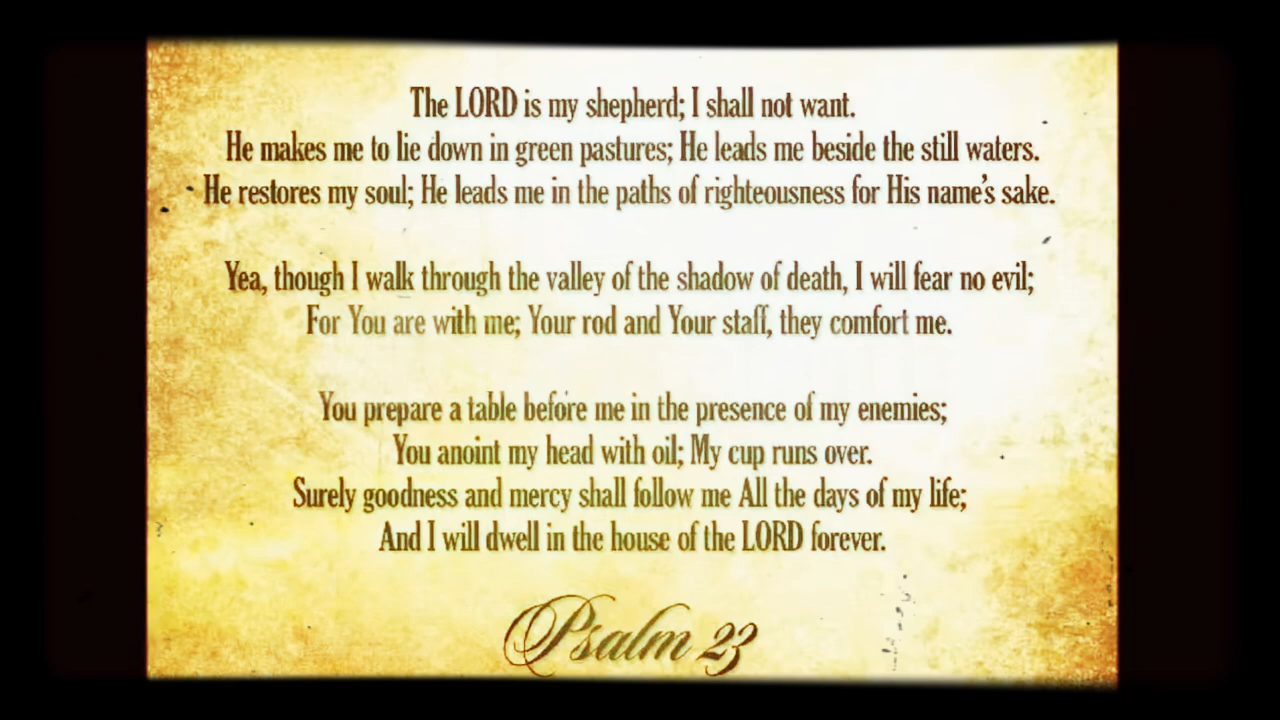 The LORD is my shepherd; I shall not want.
He makes me to lie down in green pastures; He leads me beside the still waters.
He restores my soul; He leads me in the paths of righteousness for His name's sake.
Yea, though I walk through the valley of the shadow of death, I will fear no evil;
For You are with me; Your rod and Your staff, they comfort me.
You prepare a table before me in the presence of my enemies;
You anoint my head with oil; My cup runs over.
Surely goodness and mercy shall follow me All the days of my life;
And I will dwell in the house of the LORD forever.
Psalm 23